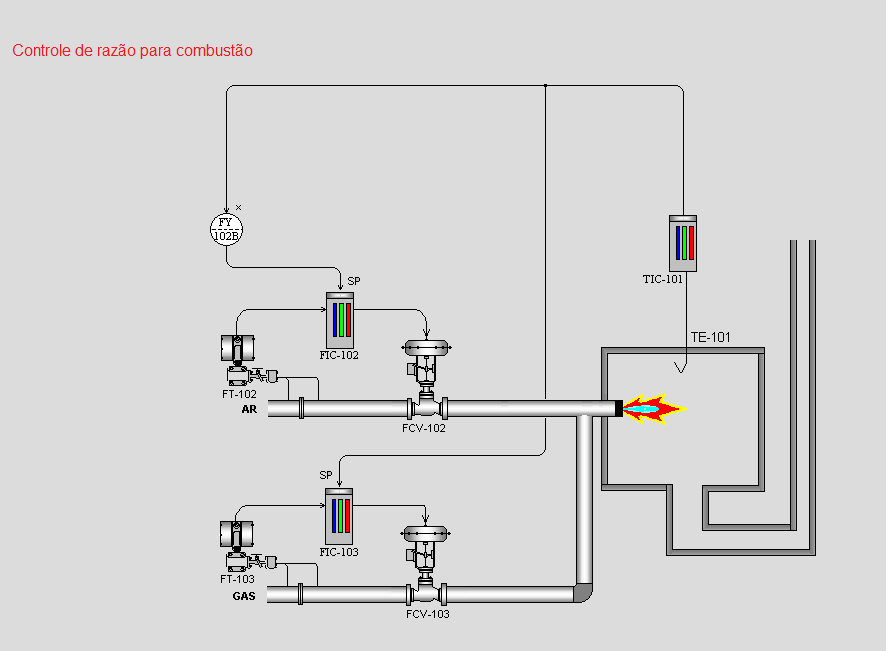 Controle de razão para combustão
×
FY
102B
SP
TIC-101
TE-101
FIC-102
FT-102
AR
FCV-102
SP
FIC-103
FT-103
GAS
FCV-103